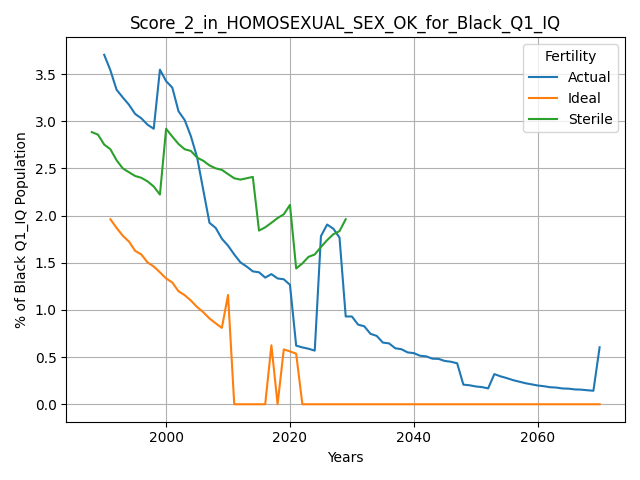 Score_2_in_HOMOSEXUAL_SEX_OK_for_Black_Q1_IQ
Fertility
Actual
Ideal
Sterile
% of Black Q1_IQ Population
3.5
3.0
2.5
2.0
1.5
1.0
0.5
0.0
2000 2020 2040 2060
Years